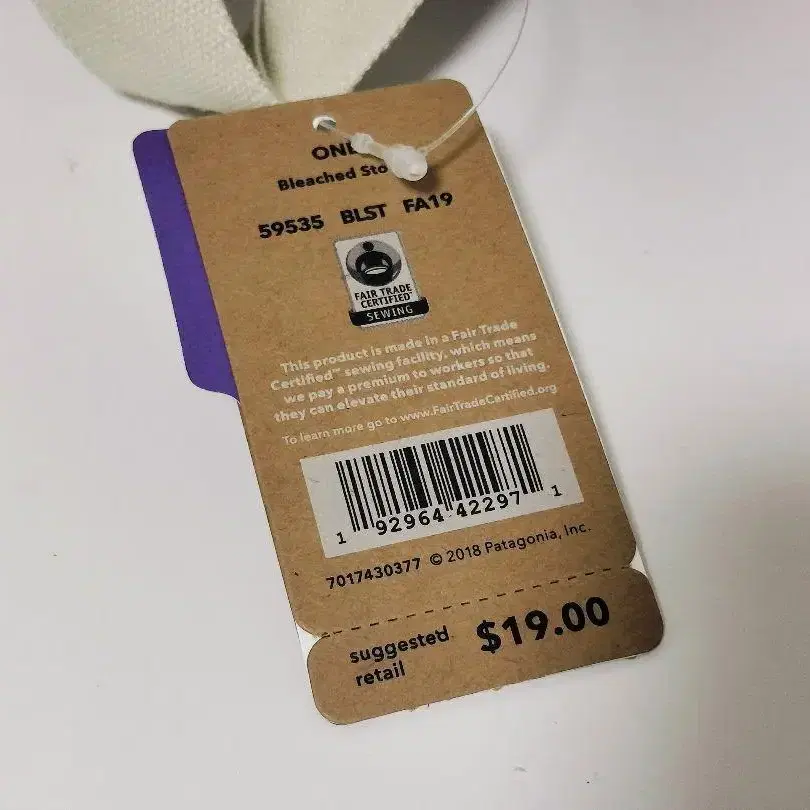 Bleached
59535 BLST FA19
FAIR TRADE
CERTIFIED™
SEWING
This product is made in a Fair Trade
Certified™ sewing facility, which means
we pay a premium to workers so that
they can elevate their standard of living.
To learn more go to www.FairTradeCertified.org
1 92964 42297 1
7017430377 © 2018 Patagonia, Inc.
suggested
retail
$19.00